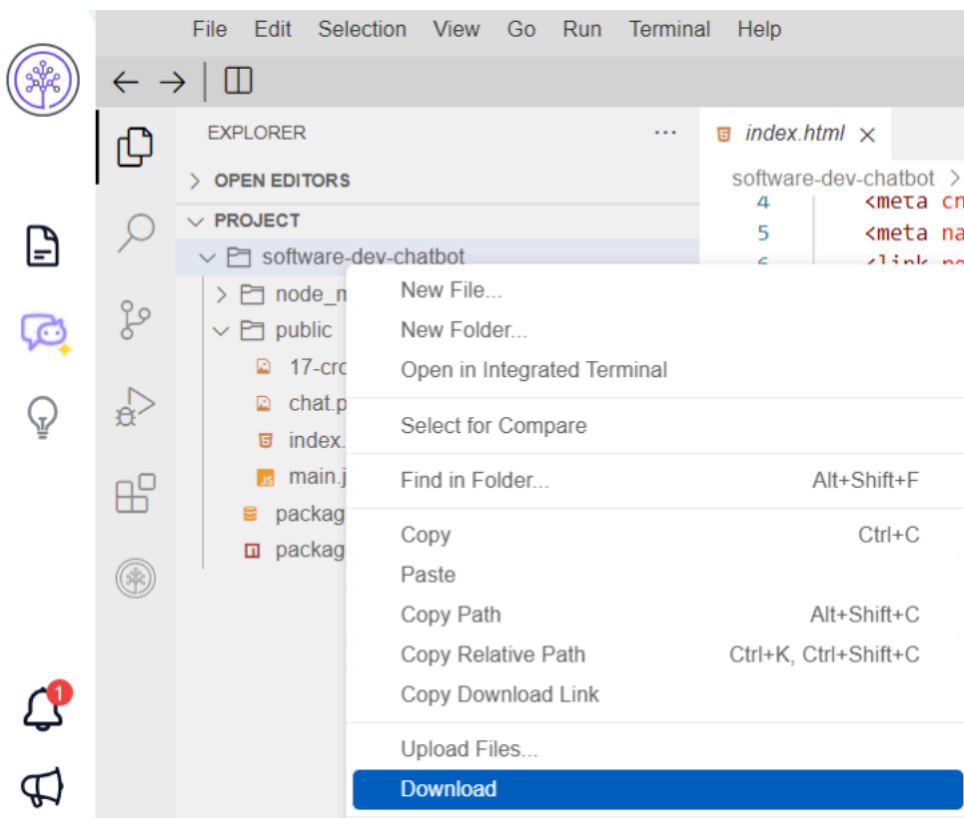 File Edit Selection View Go Run Terminal Help
EXPLORER ... index.html
OPEN EDITORS
software-dev-chatbot >
PROJECT
4 <meta
5 <meta
software-dev-chatbot
public
main.j
New File...
New Folder...
Open in Integrated Terminal
Select for Compare
Find in Folder... Alt+Shift+F
Copy Ctrl+C
Paste
Copy Path Alt+Shift+C
Copy Relative Path Ctrl+K, Ctrl+Shift+C
Copy Download Link
Upload Files...
Download
1